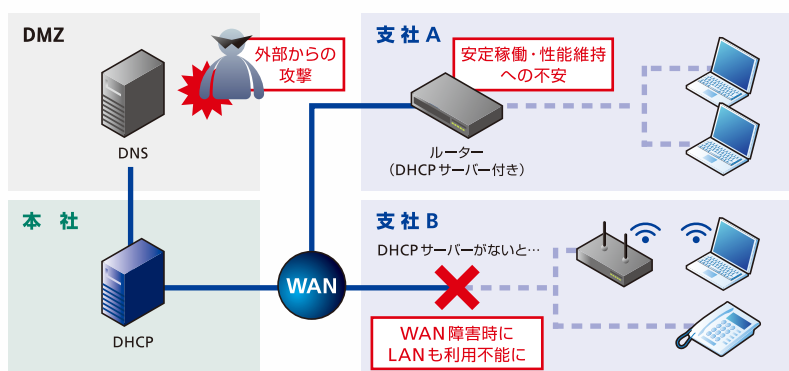 DMZ
外部からの
攻撃
DNS
本 社
DHCP
WAN
支社A
安定稼働・性能維持
への不安
ルーター
（DHCPサーバー付き）
支社B
DHCPサーバーがないと…
WAN障害時に
LANも利用不能に